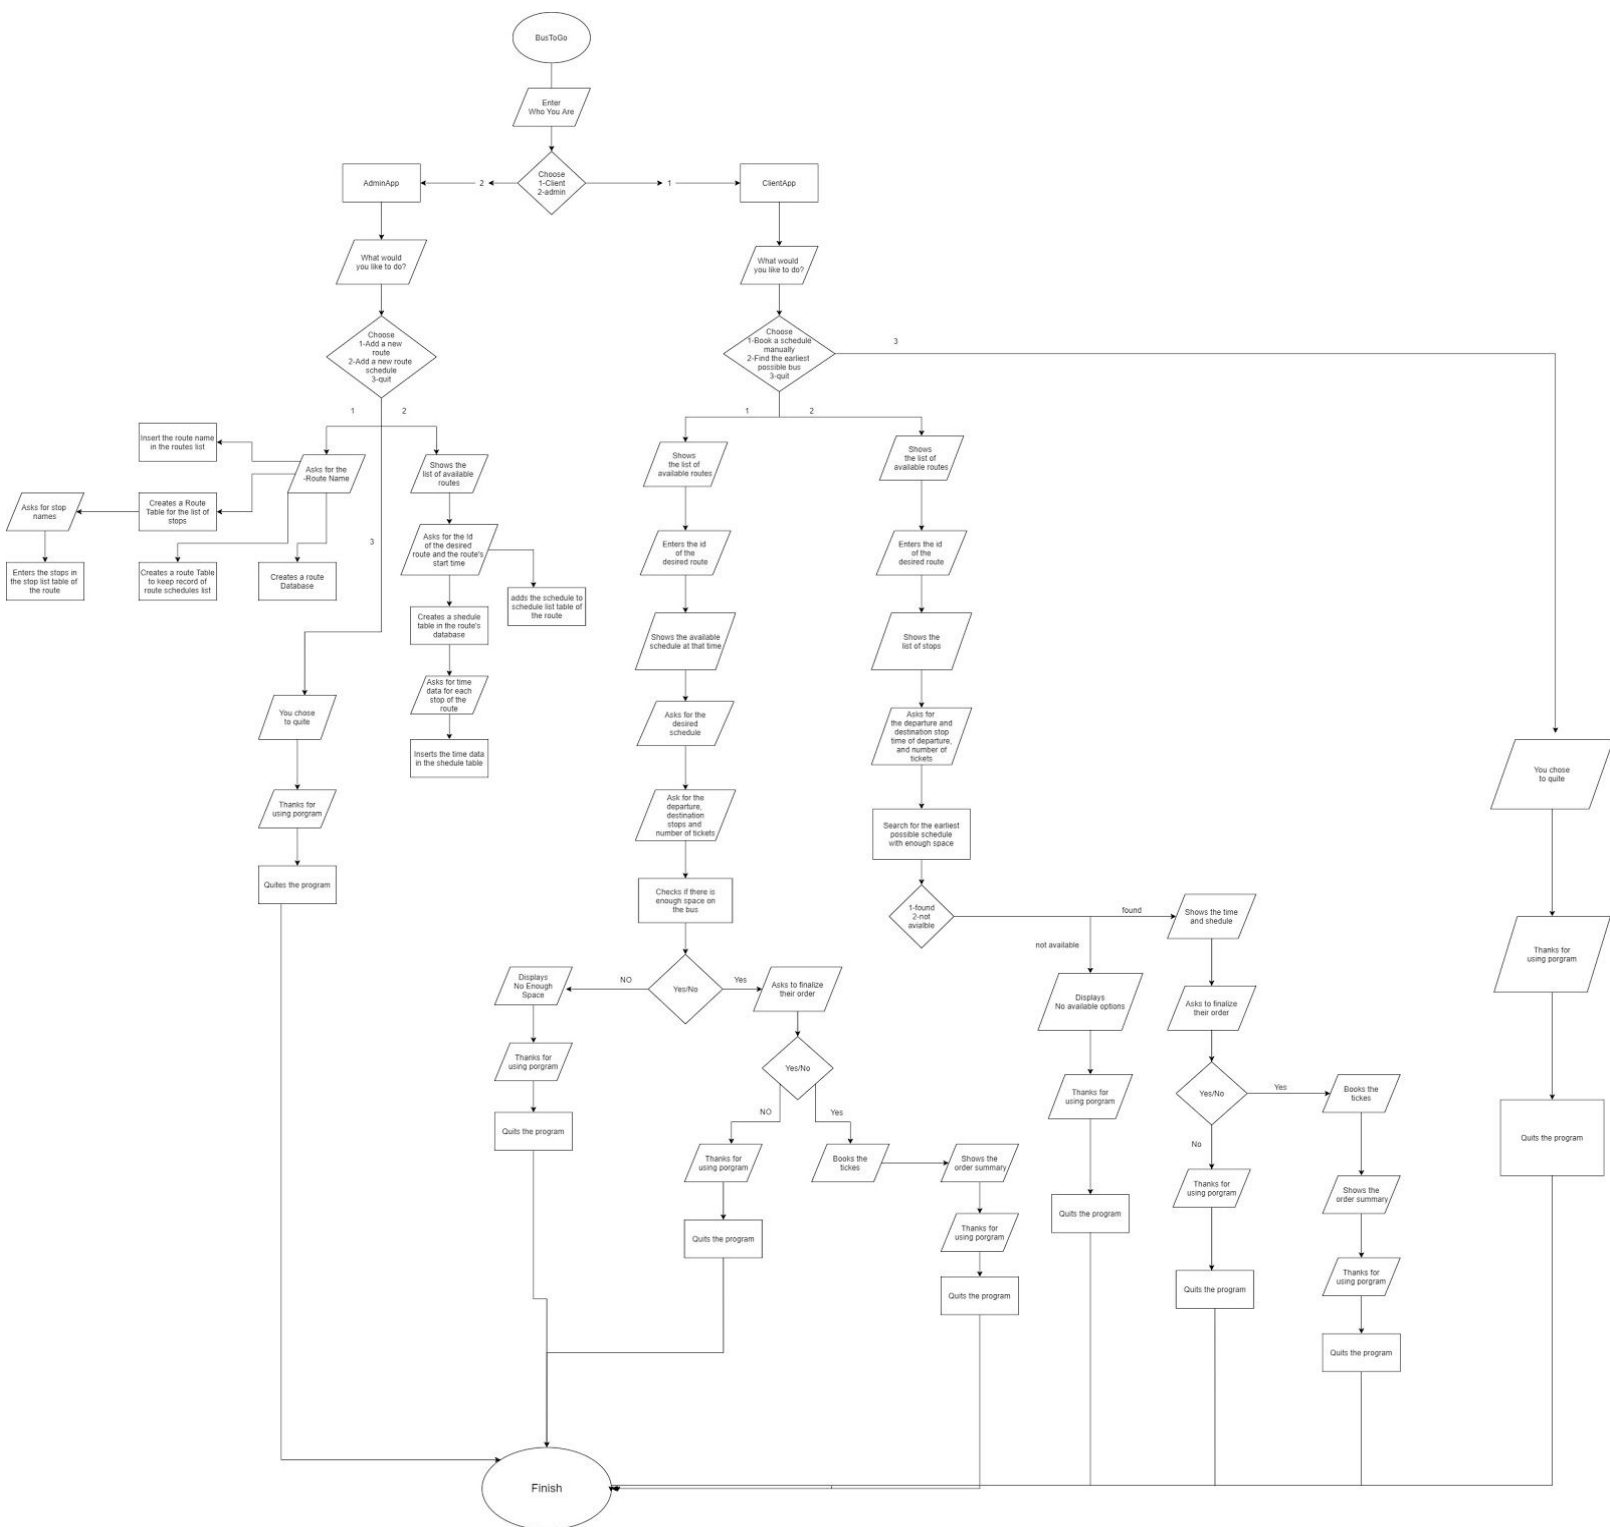 BusToGo
Enter
Who You Are
Choose
1-Client
2-admin
2
1
AdminApp
ClientApp
What would
you like to do?
What would
you like to do?
Choose
1-Add a new
route
2-Add a new route
schedule
3-quit
Choose
1-Book a schedule
manually
2-Find the earliest
possible bus
3-quit
3
1
2
1
2
3
Insert the route name
in the routes list
Asks for the
-Route Name
Creates a Route
Table for the list of
stops
Asks for stop
names
Enters the stops in
the stop list table of
the route
Creates a route Table
to keep record of
route schedules list
Creates a route
Database
Shows the
list of available
routes
Asks for the Id
of the desired
route and the route's
start time
adds the schedule to
schedule list table of
the route
Creates a shedule
table in the route's
database
Asks for time
data for each
stop of the
route
Inserts the time data
in the shedule table
You chose
to quite
Thanks for
using porgram
Quites the program
Shows
the list of
available routes
Enters the id
of the
desired route
Shows the available
schedule at that time
Asks for the
desired
schedule
Ask for the
departure,
destination
stops and
number of tickets
Checks if there is
enough space on
the bus
Yes/No
NO
Yes
Displays
No Enough
Space
Thanks for
using porgram
Quits the program
Asks to finalize
their order
Yes/No
NO
Yes
Thanks for
using porgram
Quits the program
Books the
tickes
Shows the
order summary
Thanks for
using porgram
Quits the program
Shows
the list of
available routes
Enters the id
of the
desired route
Shows the
list of stops
Asks for
the departure and
destination stop
time of departure,
and number of
tickets
Search for the earliest
possible schedule
with enough space
1-found
2-not
avialble
found
not available
Displays
No available options
Thanks for
using porgram
Quits the program
Shows the time
and shedule
Asks to finalize
their order
Yes/No
Yes
No
Thanks for
using porgram
Quits the program
Books the
tickes
Shows the
order summary
Thanks for
using porgram
Quits the program
You chose
to quite
Thanks for
using porgram
Quits the program
Finish